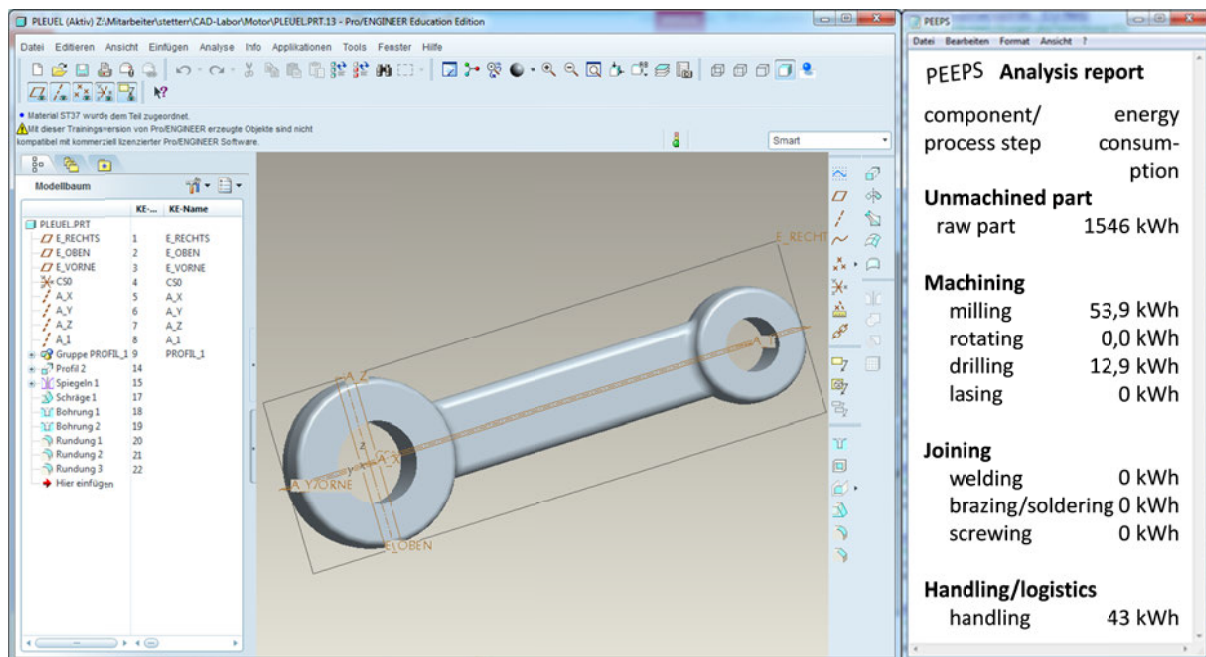 PLEUEL (Aktiv) Z:\Mitarbeiter\stetterr\CAD-Labor\Motor\PLEUEL.PRT.13 - Pro/ENGINEER Education Edition
Datei Editieren Ansicht Einfügen Analyse Info Applikationen Tools Fenster Hilfe
Material ST37 wurde dem Teil zugeordnet.
Mit dieser Trainingsversion von Pro/ENGINEER erzeugte Objekte sind nicht
kompatibel mit kommerziell lizenzierter Pro/ENGINEER Software.
Smart
Modellbaum
KE-... KE-Name
PLEUEL.PRT
E_RECHTS 1 E_RECHTS
E_OBEN 2 E_OBEN
E_VORNE 3 E_VORNE
CS0 4 CS0
A_X 5 A_X
A_Y 6 A_Y
A_Z 7 A_Z
A_1 8 A_1
Gruppe PROFIL_1 9 PROFIL_1
Profil 2 14
Spiegeln 1 15
Schräge 1 17
Bohrung 1 18
Bohrung 2 19
Rundung 1 20
Rundung 2 21
Rundung 3 22
Hier einfügen
E_RECHT
A_Z
z
y
A_X
A_Y
VORNE
E_OBEN
PEEPS
Datei Bearbeiten Format Ansicht ?
PEEPS Analysis report
component/ energy
process step consum-
ption
Unmachined part
raw part 1546 kWh
Machining
milling 53,9 kWh
rotating 0,0 kWh
drilling 12,9 kWh
lasing 0 kWh
Joining
welding 0 kWh
brazing/soldering 0 kWh
screwing 0 kWh
Handling/logistics
handling 43 kWh